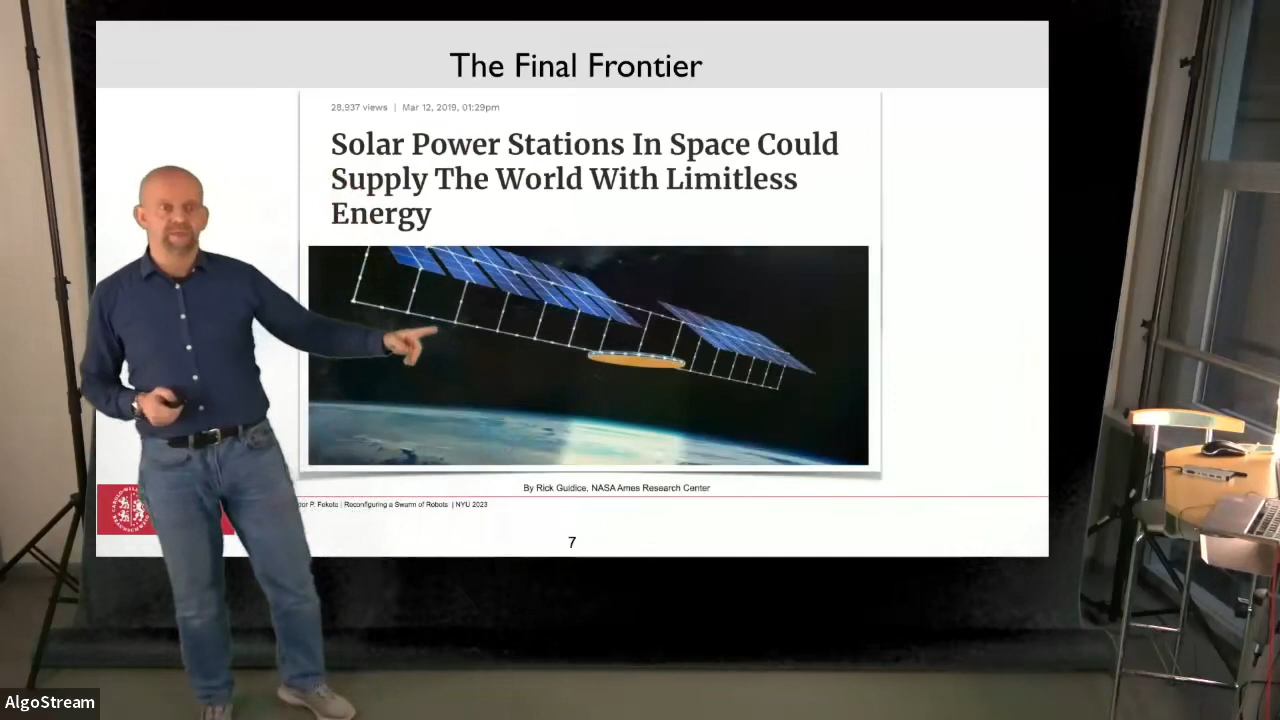 The Final Frontier
28,937 views | Mar 12, 2019, 01:29pm
Solar Power Stations In Space Could
Supply The World With Limitless
Energy
By Rick Guidice, NASA Ames Research Center
P. Fekete | Reconfiguring a Swarm of Robots | NYU 2023
7
AlgoStream